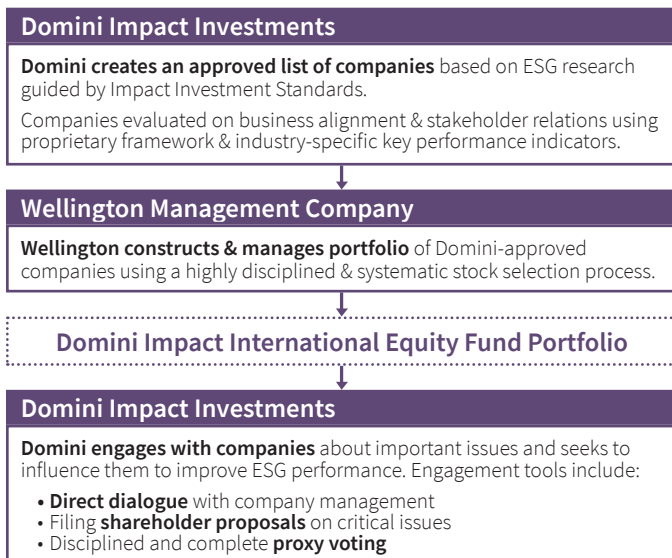 Domini Impact Investments
Domini creates an approved list of companies based on ESG research
guided by Impact Investment Standards.
Companies evaluated on business alignment & stakeholder relations using
proprietary framework & industry-specific key performance indicators.
Wellington Management Company
Wellington constructs & manages portfolio of Domini-approved
companies using a highly disciplined & systematic stock selection process.
Domini Impact International Equity Fund Portfolio
Domini Impact Investments
Domini engages with companies about important issues and seeks to
influence them to improve ESG performance. Engagement tools include:
• Direct dialogue with company management
• Filing shareholder proposals on critical issues
• Disciplined and complete proxy voting